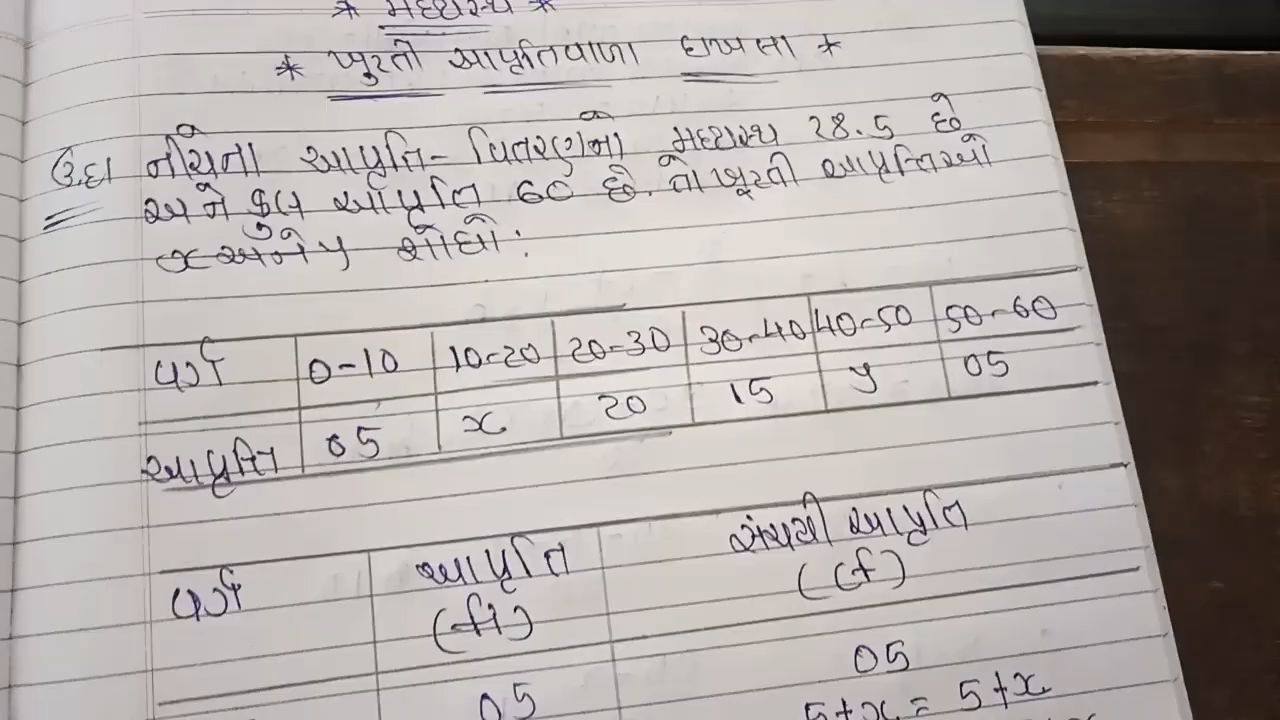 * મધ્યસ્થ *
* ખુટતી આવૃત્તિવાળા દાખલા *
ઉ.દા નીચેના આવૃત્તિ-વિતરણનો મધ્યસ્થ 28.5 છે
અને કુલ આવૃત્તિ 60 છે. તો ખૂટતી આવૃત્તિઓ
x અને y શોધો:
વર્ગ 0-10 10-20 20-30 30-40 40-50 50-60
આવૃત્તિ 05 x 20 15 y 05
વર્ગ આવૃત્તિ (fi) સંચયી આવૃત્તિ (cf)
05 05
5+x = 5+x